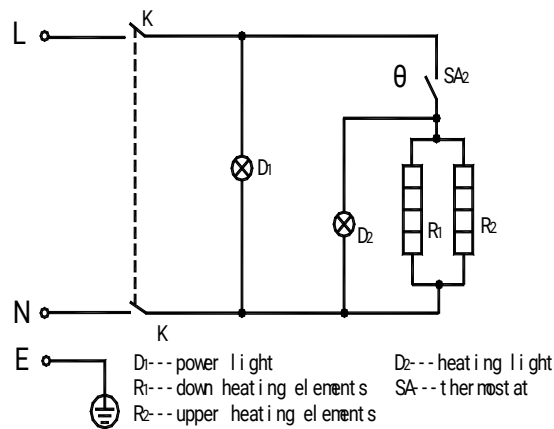 L
K
θ SA2
D1
D2
R1
R2
N
K
E
D1---power light
D2---heating light
R1---down heating elements
SA---thermostat
R2---upper heating elements